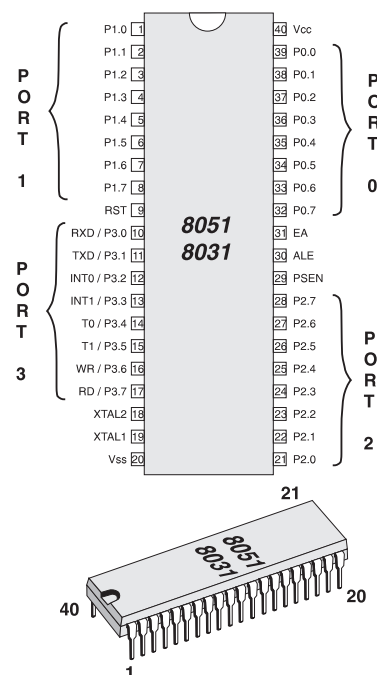 P1.0 1 40 Vcc
P1.1 2 39 P0.0
P1.2 3 38 P0.1
P1.3 4 37 P0.2
P1.4 5 36 P0.3
P1.5 6 35 P0.4
P1.6 7 34 P0.5
P1.7 8 33 P0.6
RST 9 32 P0.7
RXD / P3.0 10 31 EA
TXD / P3.1 11 30 ALE
INT0 / P3.2 12 29 PSEN
INT1 / P3.3 13 28 P2.7
T0 / P3.4 14 27 P2.6
T1 / P3.5 15 26 P2.5
WR / P3.6 16 25 P2.4
RD / P3.7 17 24 P2.3
XTAL2 18 23 P2.2
XTAL1 19 22 P2.1
Vss 20 21 P2.0
PORT 1
PORT 3
8051
8031
PORT 0
PORT 2
21
8051
8031
40
20
1